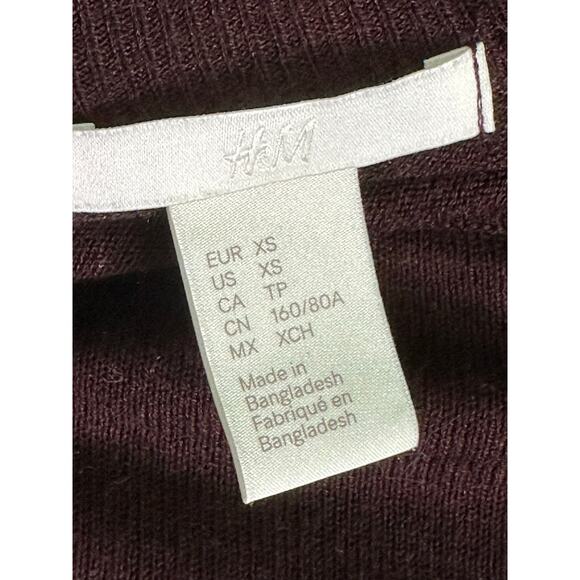 H&M
EUR XS
US XS
CA TP
CN 160/80A
MX XCH
Made in
Bangladesh
Fabriqué en
Bangladesh